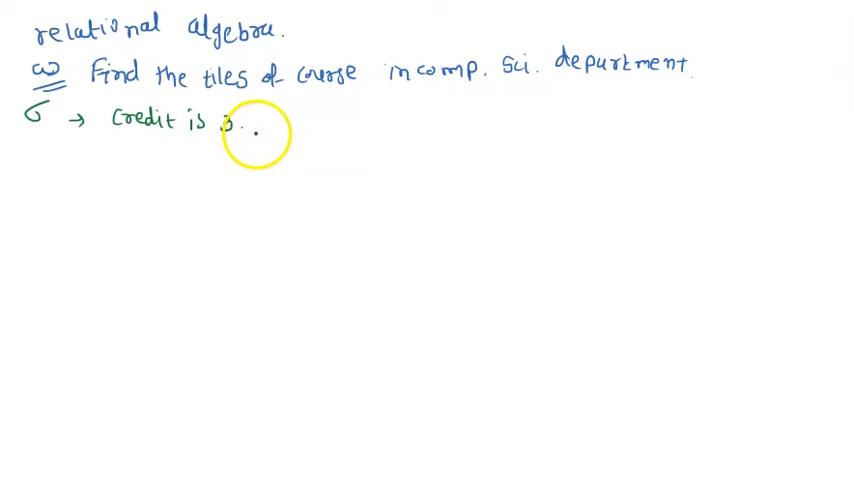 relational algebra.
a) Find the tiles of course in comp. sci. department.
σ → credit is 3.